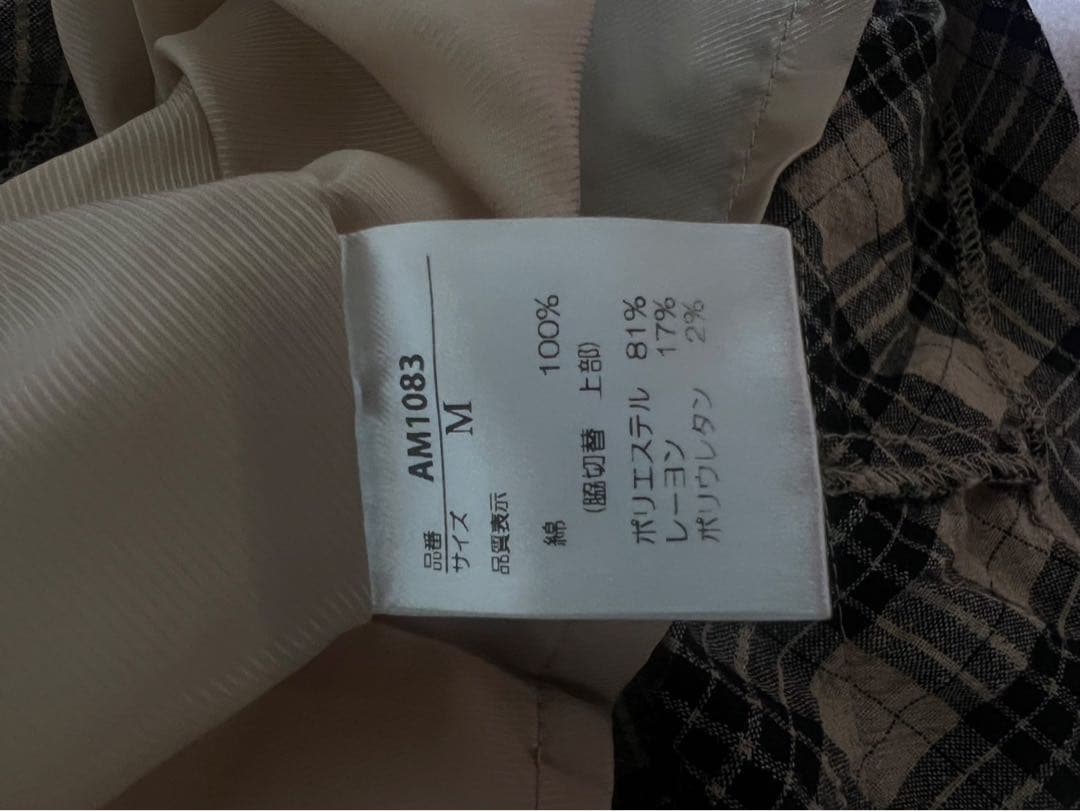 品番 AM1083
サイズ M
品質表示
綿 100%
(脇切替 上部)
ポリエステル 81%
レーヨン 17%
ポリウレタン 2%